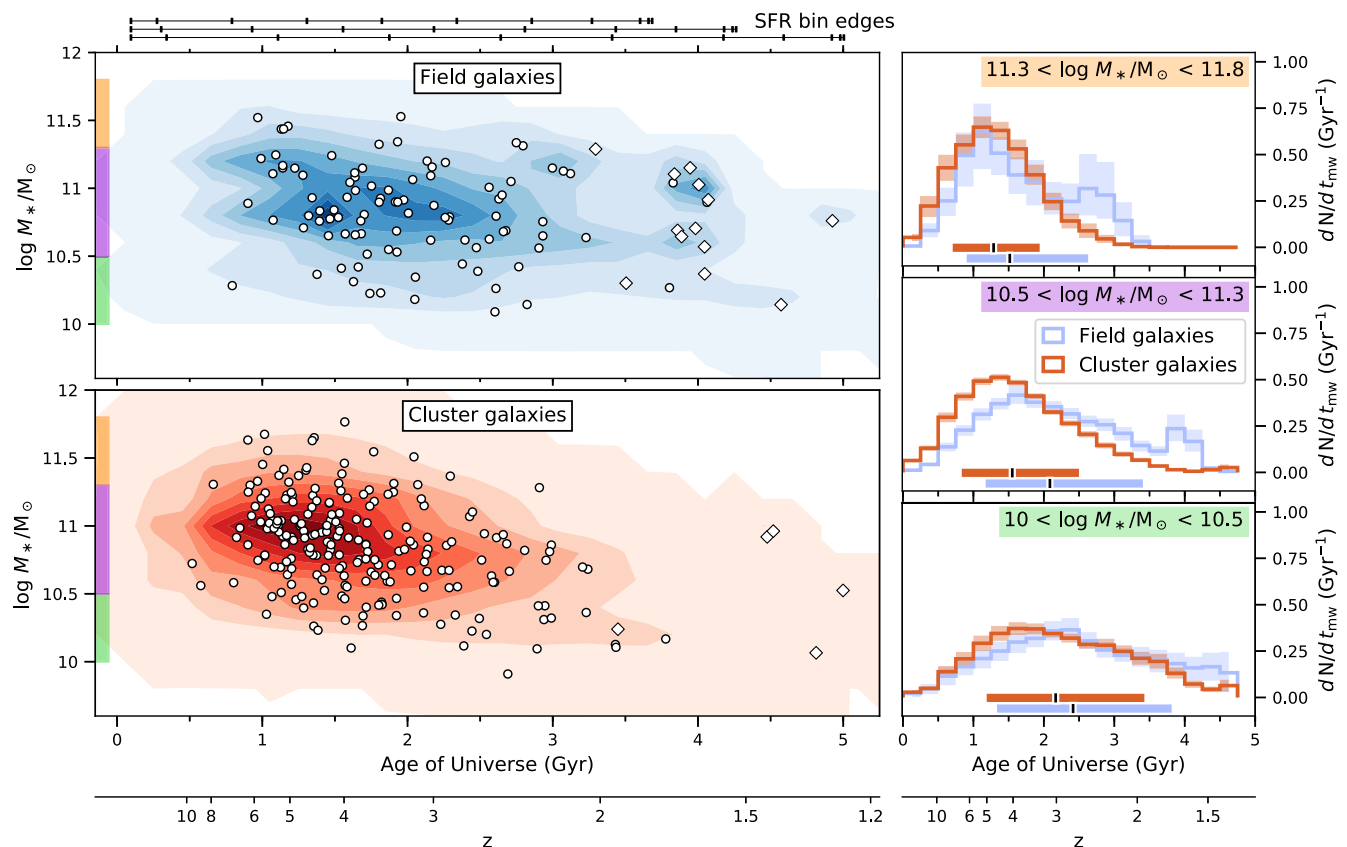 SFR bin edges
Field galaxies
12
11.5
11
10.5
10
log M∗/M⊙
Cluster galaxies
12
11.5
11
10.5
10
log M∗/M⊙
0 1 2 3 4 5
Age of Universe (Gyr)
10 8 6 5 4 3 2 1.5 1.2
z
11.3 < log M∗/M⊙ < 11.8
1.00
0.75
0.50
0.25
0.00
dN/dtmw (Gyr⁻¹)
10.5 < log M∗/M⊙ < 11.3
Field galaxies
Cluster galaxies
1.00
0.75
0.50
0.25
0.00
dN/dtmw (Gyr⁻¹)
10 < log M∗/M⊙ < 10.5
1.00
0.75
0.50
0.25
0.00
dN/dtmw (Gyr⁻¹)
0 1 2 3 4 5
Age of Universe (Gyr)
10 6 5 4 3 2 1.5
z